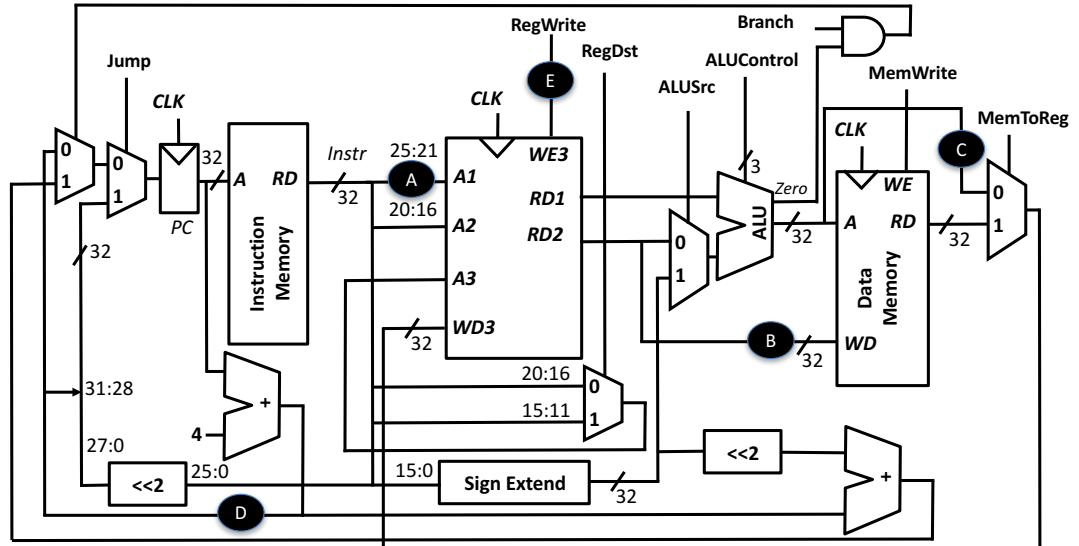 Branch
RegWrite
RegDst
Jump
ALUControl
ALUSrc
MemWrite
MemToReg
CLK
CLK
CLK
E
C
A
B
D
0
1
0
1
PC
32
32
A
RD
Instruction
Memory
Instr
32
25:21
20:16
A1
A2
A3
WD3
WE3
RD1
RD2
32
0
1
3
ALU
Zero
32
A
WE
RD
Data
Memory
WD
32
32
0
1
20:16
15:11
0
1
31:28
27:0
4
+
<<2
25:0
15:0
Sign Extend
32
<<2
+